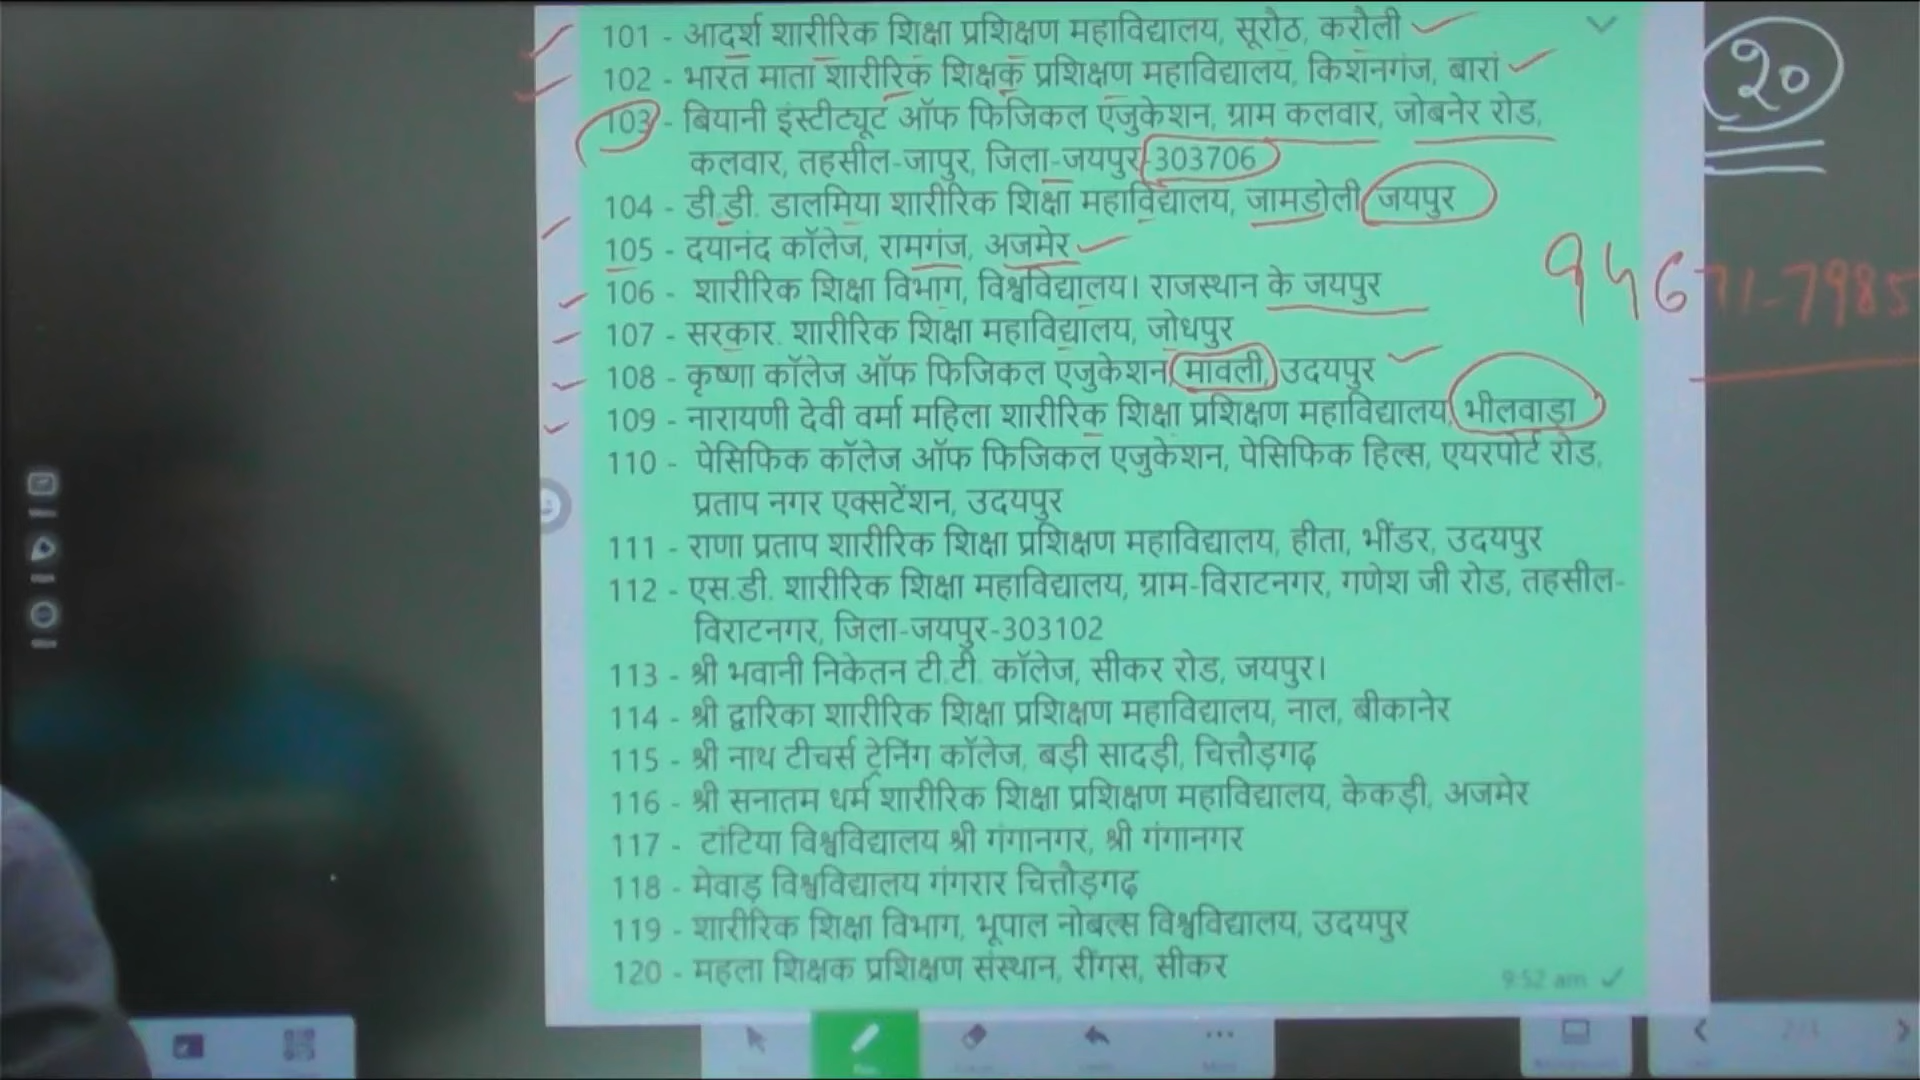 101 - आदर्श शारीरिक शिक्षा प्रशिक्षण महाविद्यालय, सूरौठ, करौली
102 - भारत माता शारीरिक शिक्षक प्रशिक्षण महाविद्यालय, किशनगंज, बारां
103 - बियानी इंस्टीट्यूट ऑफ फिजिकल एजुकेशन, ग्राम कलवार, जोबनेर रोड,
कलवार, तहसील-जापुर, जिला-जयपुर-303706
104 - डी.डी. डालमिया शारीरिक शिक्षा महाविद्यालय, जामडोली जयपुर
105 - दयानंद कॉलेज, रामगंज, अजमेर
106 - शारीरिक शिक्षा विभाग, विश्वविद्यालय। राजस्थान के जयपुर
107 - सरकार. शारीरिक शिक्षा महाविद्यालय, जोधपुर
108 - कृष्णा कॉलेज ऑफ फिजिकल एजुकेशन, मावली, उदयपुर
109 - नारायणी देवी वर्मा महिला शारीरिक शिक्षा प्रशिक्षण महाविद्यालय, भीलवाड़ा
110 - पेसिफिक कॉलेज ऑफ फिजिकल एजुकेशन, पेसिफिक हिल्स, एयरपोर्ट रोड,
प्रताप नगर एक्सटेंशन, उदयपुर
111 - राणा प्रताप शारीरिक शिक्षा प्रशिक्षण महाविद्यालय, हीता, भींडर, उदयपुर
112 - एस.डी. शारीरिक शिक्षा महाविद्यालय, ग्राम-विराटनगर, गणेश जी रोड, तहसील-
विराटनगर, जिला-जयपुर-303102
113 - श्री भवानी निकेतन टी.टी. कॉलेज, सीकर रोड, जयपुर।
114 - श्री द्वारिका शारीरिक शिक्षा प्रशिक्षण महाविद्यालय, नाल, बीकानेर
115 - श्री नाथ टीचर्स ट्रेनिंग कॉलेज, बड़ी सादड़ी, चित्तौड़गढ़
116 - श्री सनातम धर्म शारीरिक शिक्षा प्रशिक्षण महाविद्यालय, केकड़ी, अजमेर
117 - टांटिया विश्वविद्यालय श्री गंगानगर, श्री गंगानगर
118 - मेवाड़ विश्वविद्यालय गंगरार चित्तौड़गढ़
119 - शारीरिक शिक्षा विभाग, भूपाल नोबल्स विश्वविद्यालय, उदयपुर
120 - महला शिक्षक प्रशिक्षण संस्थान, रींगस, सीकर
9:52 am
२०
94671-7985